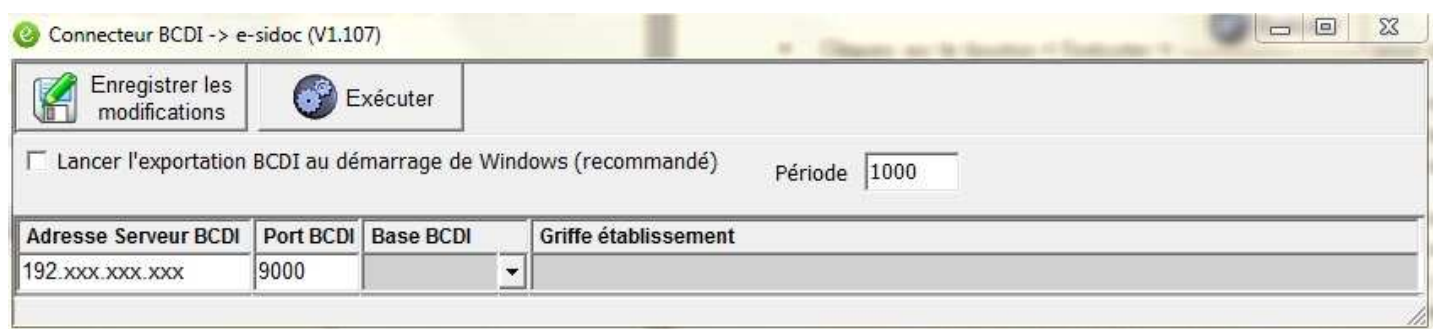 Connecteur BCDI -> e-sidoc (V1.107)
Enregistrer les
modifications
Exécuter
Lancer l'exportation BCDI au démarrage de Windows (recommandé)
Période 1000
Adresse Serveur BCDI Port BCDI Base BCDI Griffe établissement
192.xxx.xxx.xxx 9000